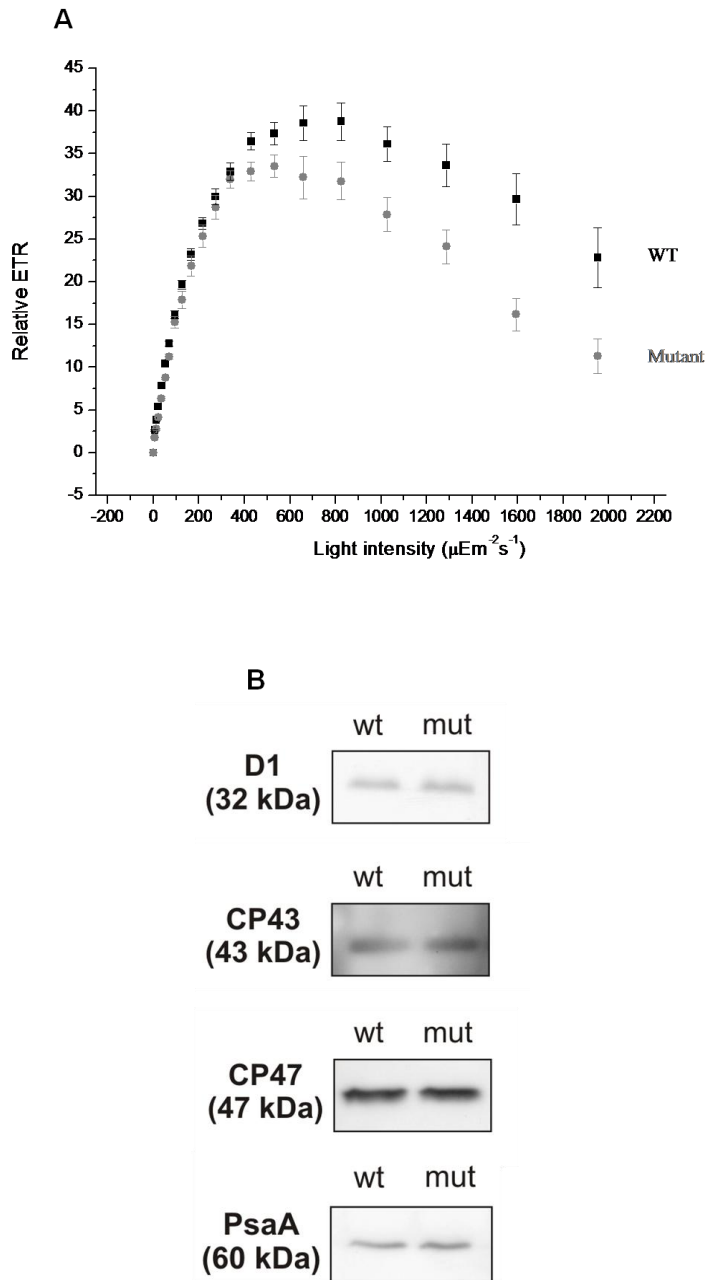 A
45
40
35
30
25
20
15
10
5
0
-5
Relative ETR
WT
Mutant
-200 0 200 400 600 800 1000 1200 1400 1600 1800 2000 2200
Light intensity (μEm⁻²s⁻¹)
B
wt mut
D1
(32 kDa)
wt mut
CP43
(43 kDa)
wt mut
CP47
(47 kDa)
wt mut
PsaA
(60 kDa)